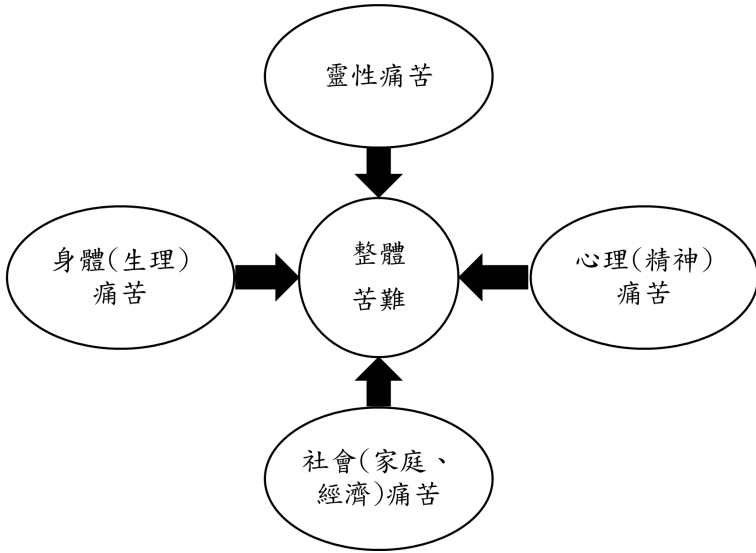 靈性痛苦
身體(生理)
痛苦
整體
苦難
心理(精神)
痛苦
社會(家庭、
經濟)痛苦